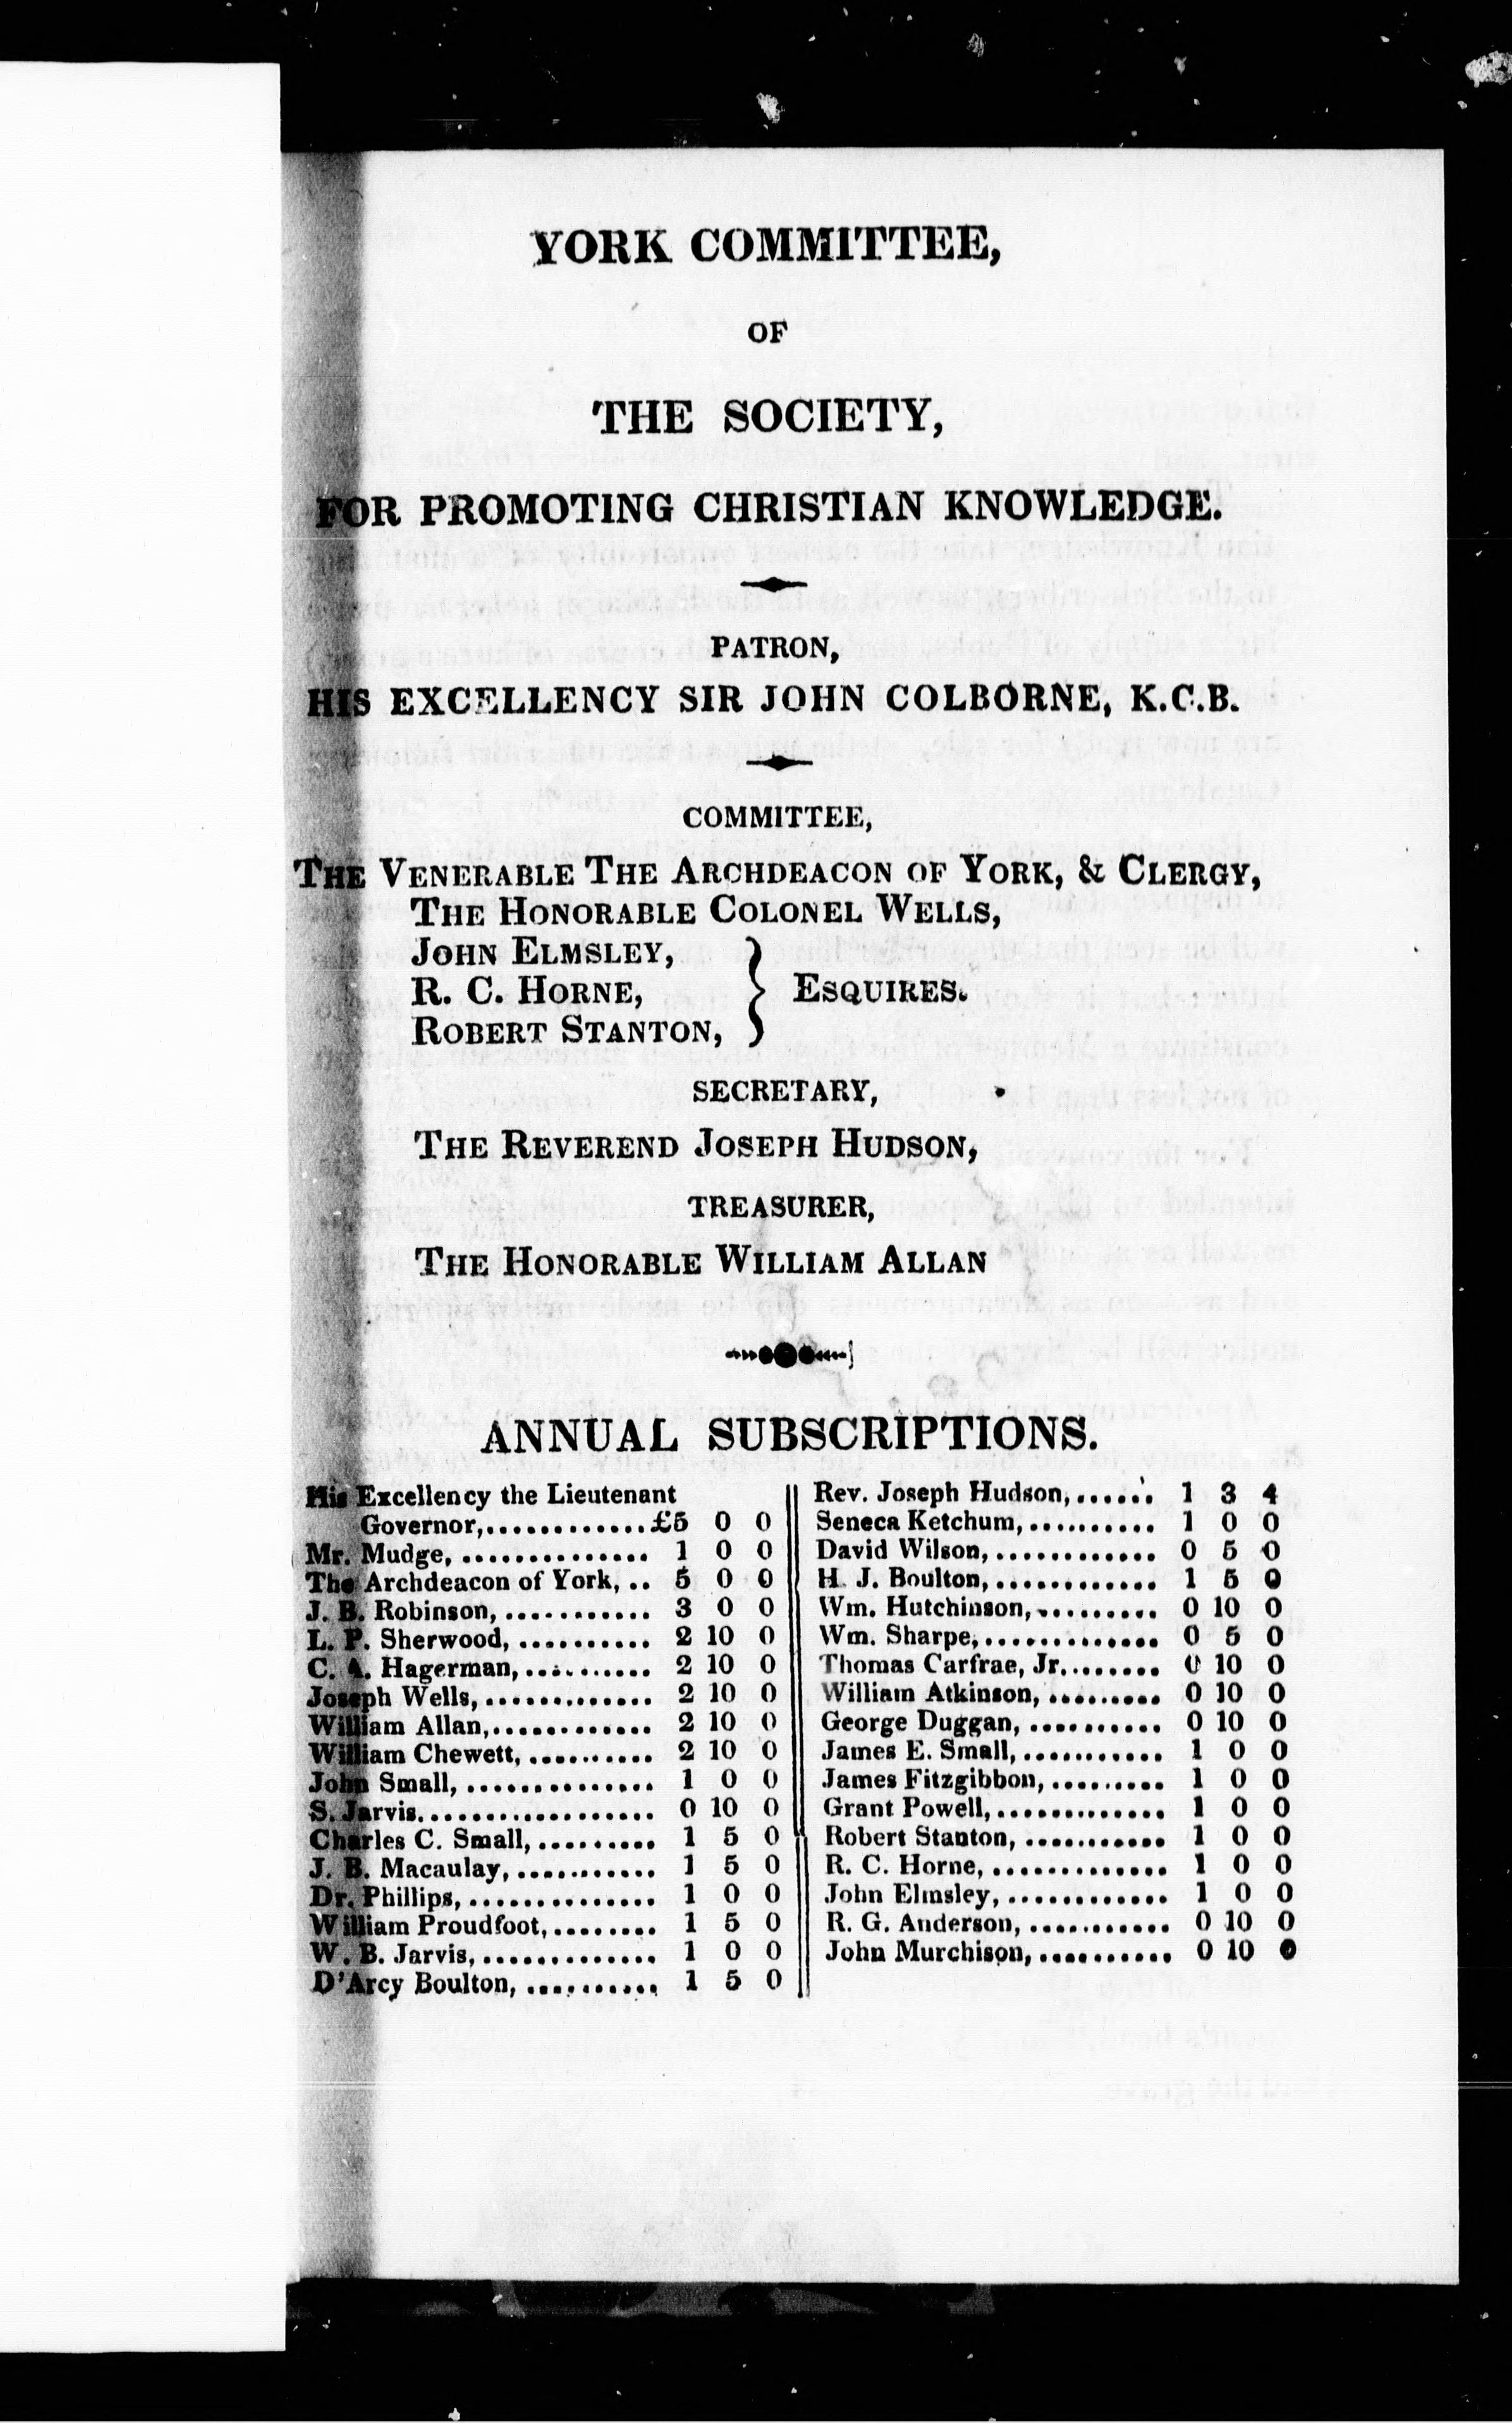 YORK COMMITTEE,
OF
THE SOCIETY,
FOR PROMOTING CHRISTIAN KNOWLEDGE.
PATRON,
HIS EXCELLENCY SIR JOHN COLBORNE, K.C.B.
COMMITTEE,
THE VENERABLE THE ARCHDEACON OF YORK, & CLERGY,
THE HONORABLE COLONEL WELLS,
JOHN ELMSLEY,
R. C. HORNE, } ESQUIRES.
ROBERT STANTON,
SECRETARY,
THE REVEREND JOSEPH HUDSON,
TREASURER,
THE HONORABLE WILLIAM ALLAN
ANNUAL SUBSCRIPTIONS.
His Excellency the Lieutenant
Governor,............£5 0 0
Mr. Mudge, .............. 1 0 0
The Archdeacon of York, .. 5 0 0
J. B. Robinson, ........... 3 0 0
L. P. Sherwood, .......... 2 10 0
C. A. Hagerman, .......... 2 10 0
Joseph Wells, ............. 2 10 0
William Allan, ............ 2 10 0
William Chewett, .......... 2 10 0
John Small, .............. 1 0 0
S. Jarvis. .................. 0 10 0
Charles C. Small, ......... 1 5 0
J. B. Macaulay, ........... 1 5 0
Dr. Phillips, .............. 1 0 0
William Proudfoot, ........ 1 5 0
W. B. Jarvis, ............. 1 0 0
D'Arcy Boulton, .......... 1 5 0
Rev. Joseph Hudson, ...... 1 3 4
Seneca Ketchum, .......... 1 0 0
David Wilson, ............ 0 5 0
H. J. Boulton, ............ 1 5 0
Wm. Hutchinson, ......... 0 10 0
Wm. Sharpe, .............. 0 5 0
Thomas Carfrae, Jr. ....... 0 10 0
William Atkinson, ......... 0 10 0
George Duggan, .......... 0 10 0
James E. Small, ........... 1 0 0
James Fitzgibbon, ......... 1 0 0
Grant Powell, ............. 1 0 0
Robert Stanton, ........... 1 0 0
R. C. Horne, .............. 1 0 0
John Elmsley, ............ 1 0 0
R. G. Anderson, ........... 0 10 0
John Murchison, .......... 0 10 0